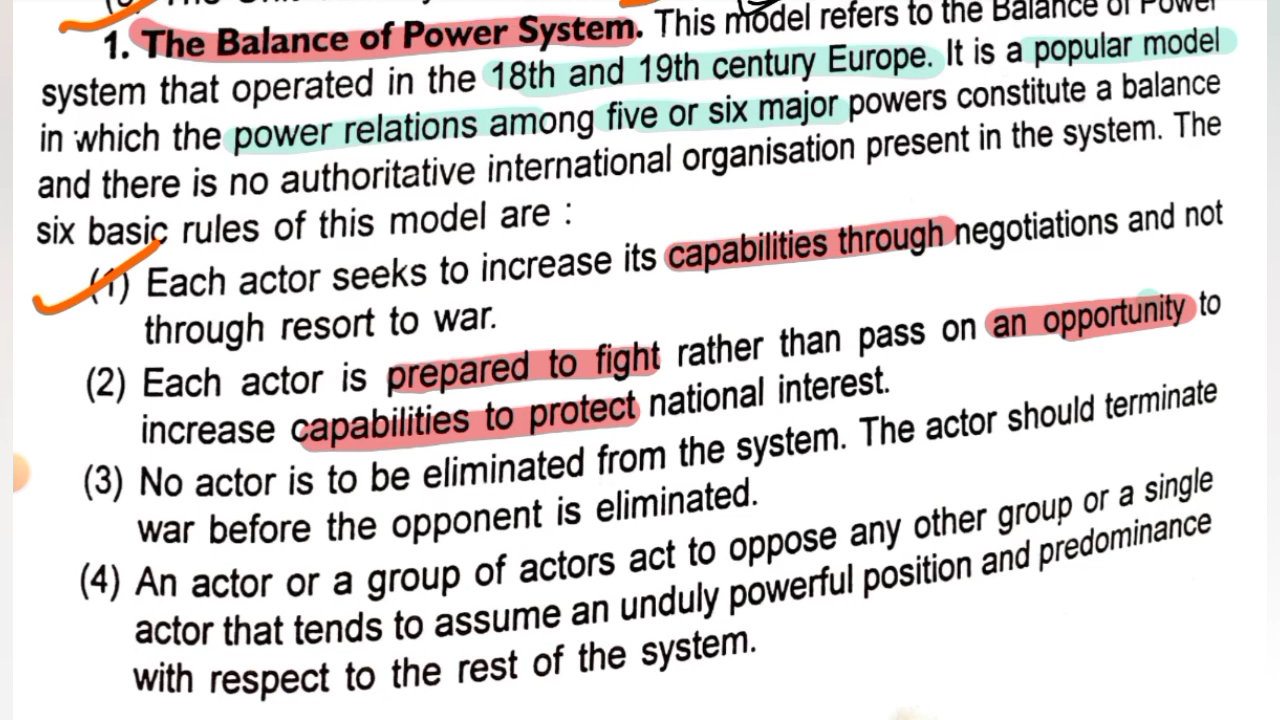 1. The Balance of Power System. This model refers to the Balance of Power
system that operated in the 18th and 19th century Europe. It is a popular model
in which the power relations among five or six major powers constitute a balance
and there is no authoritative international organisation present in the system. The
six basic rules of this model are :
(1) Each actor seeks to increase its capabilities through negotiations and not
through resort to war.
(2) Each actor is prepared to fight rather than pass on an opportunity to
increase capabilities to protect national interest.
(3) No actor is to be eliminated from the system. The actor should terminate
war before the opponent is eliminated.
(4) An actor or a group of actors act to oppose any other group or a single
actor that tends to assume an unduly powerful position and predominance
with respect to the rest of the system.